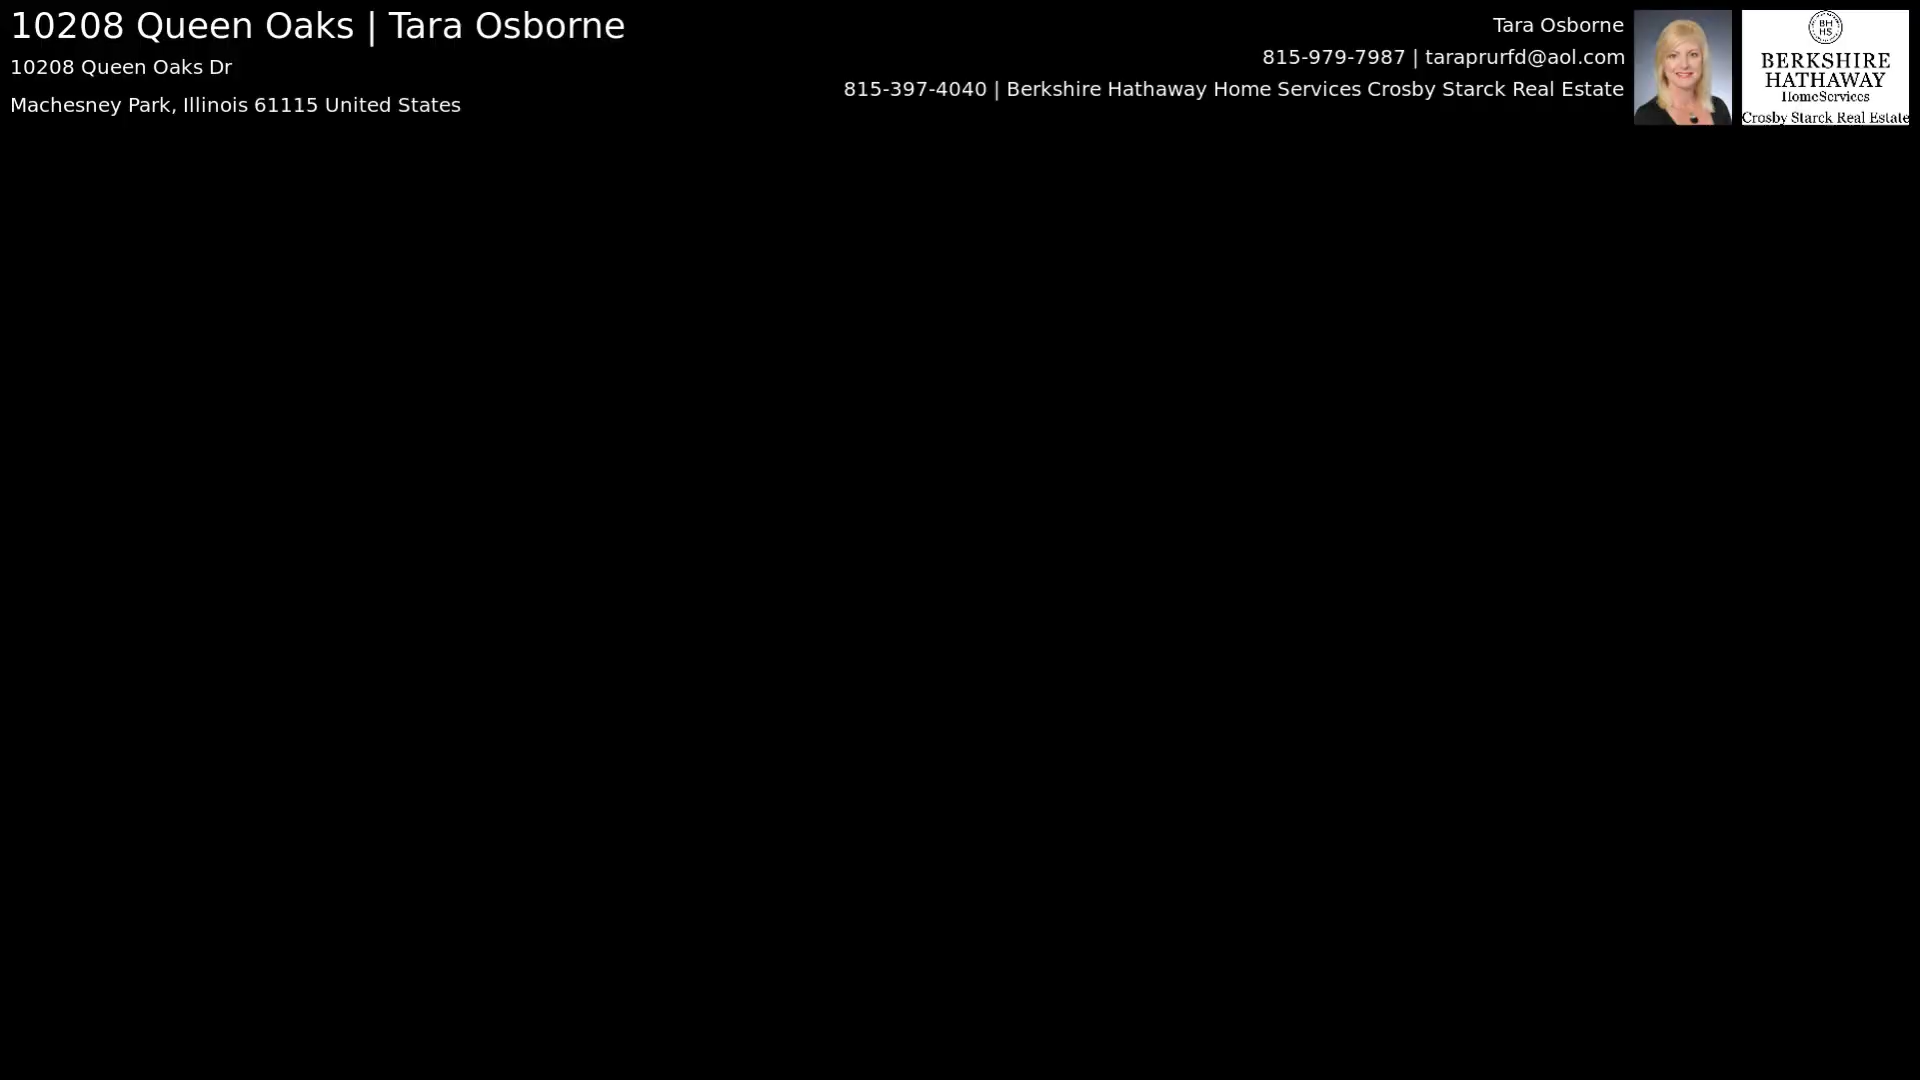 10208 Queen Oaks | Tara Osborne
10208 Queen Oaks Dr
Machesney Park, Illinois 61115 United States
Tara Osborne
815-979-7987 | taraprurfd@aol.com
815-397-4040 | Berkshire Hathaway Home Services Crosby Starck Real Estate
BH
HS
BERKSHIRE
HATHAWAY
HomeServices
Crosby Starck Real Estate